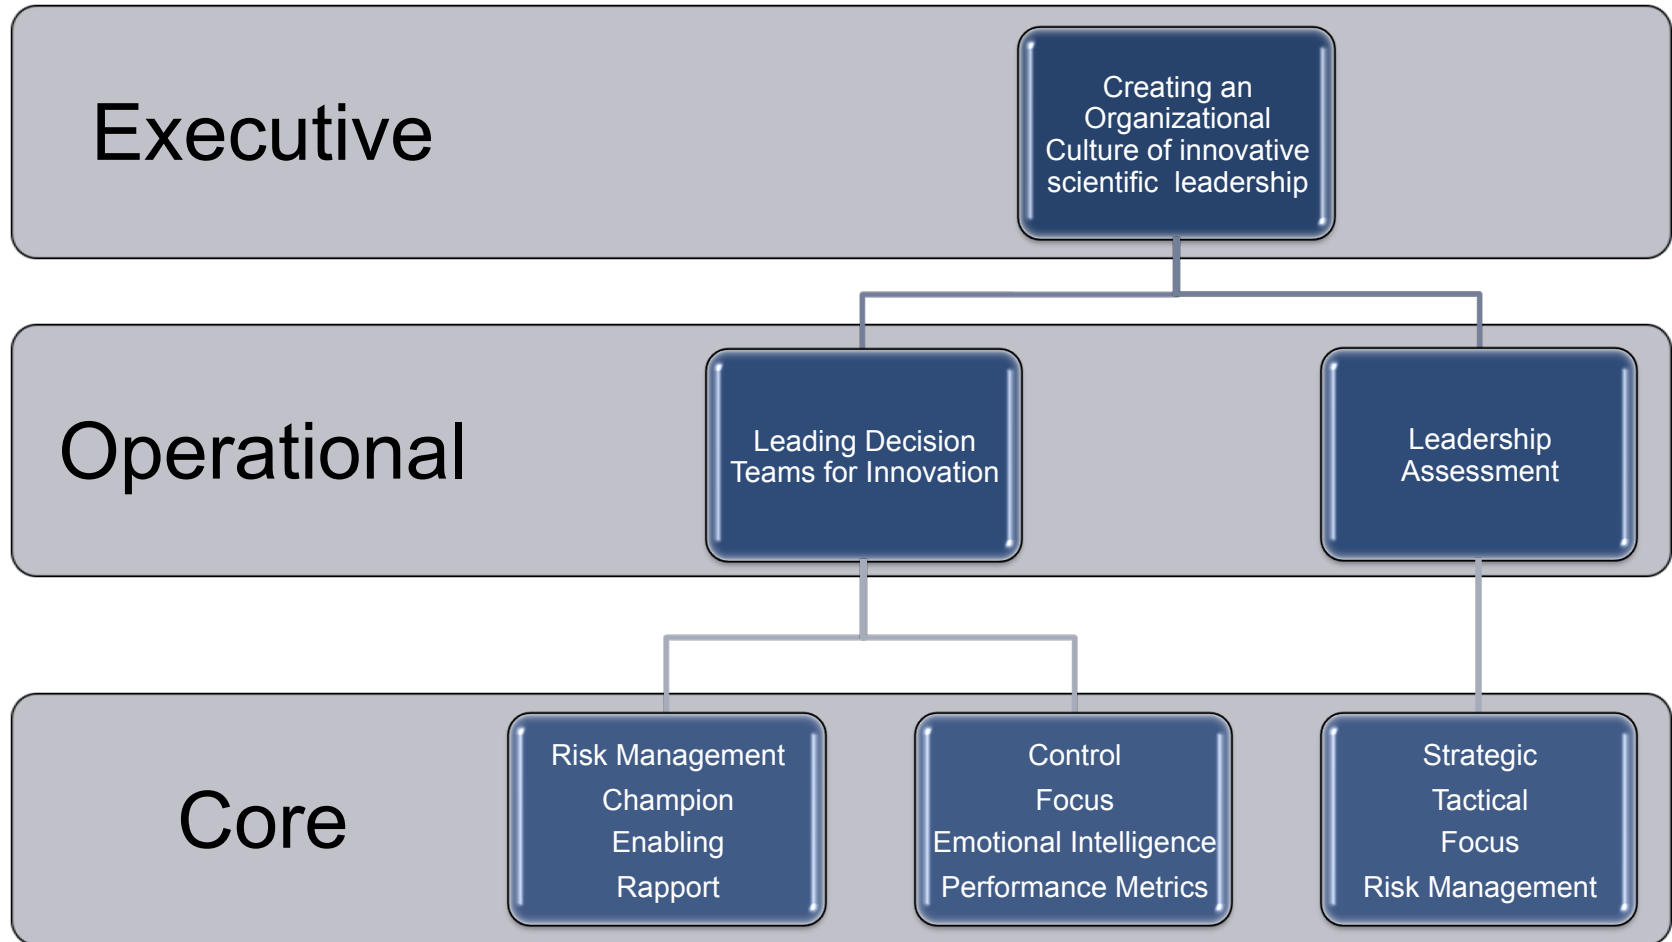 Executive
Creating an
Organizational
Culture of innovative
scientific leadership
Operational
Leading Decision
Teams for Innovation
Leadership
Assessment
Core
Risk Management
Champion
Enabling
Rapport
Control
Focus
Emotional Intelligence
Performance Metrics
Strategic
Tactical
Focus
Risk Management